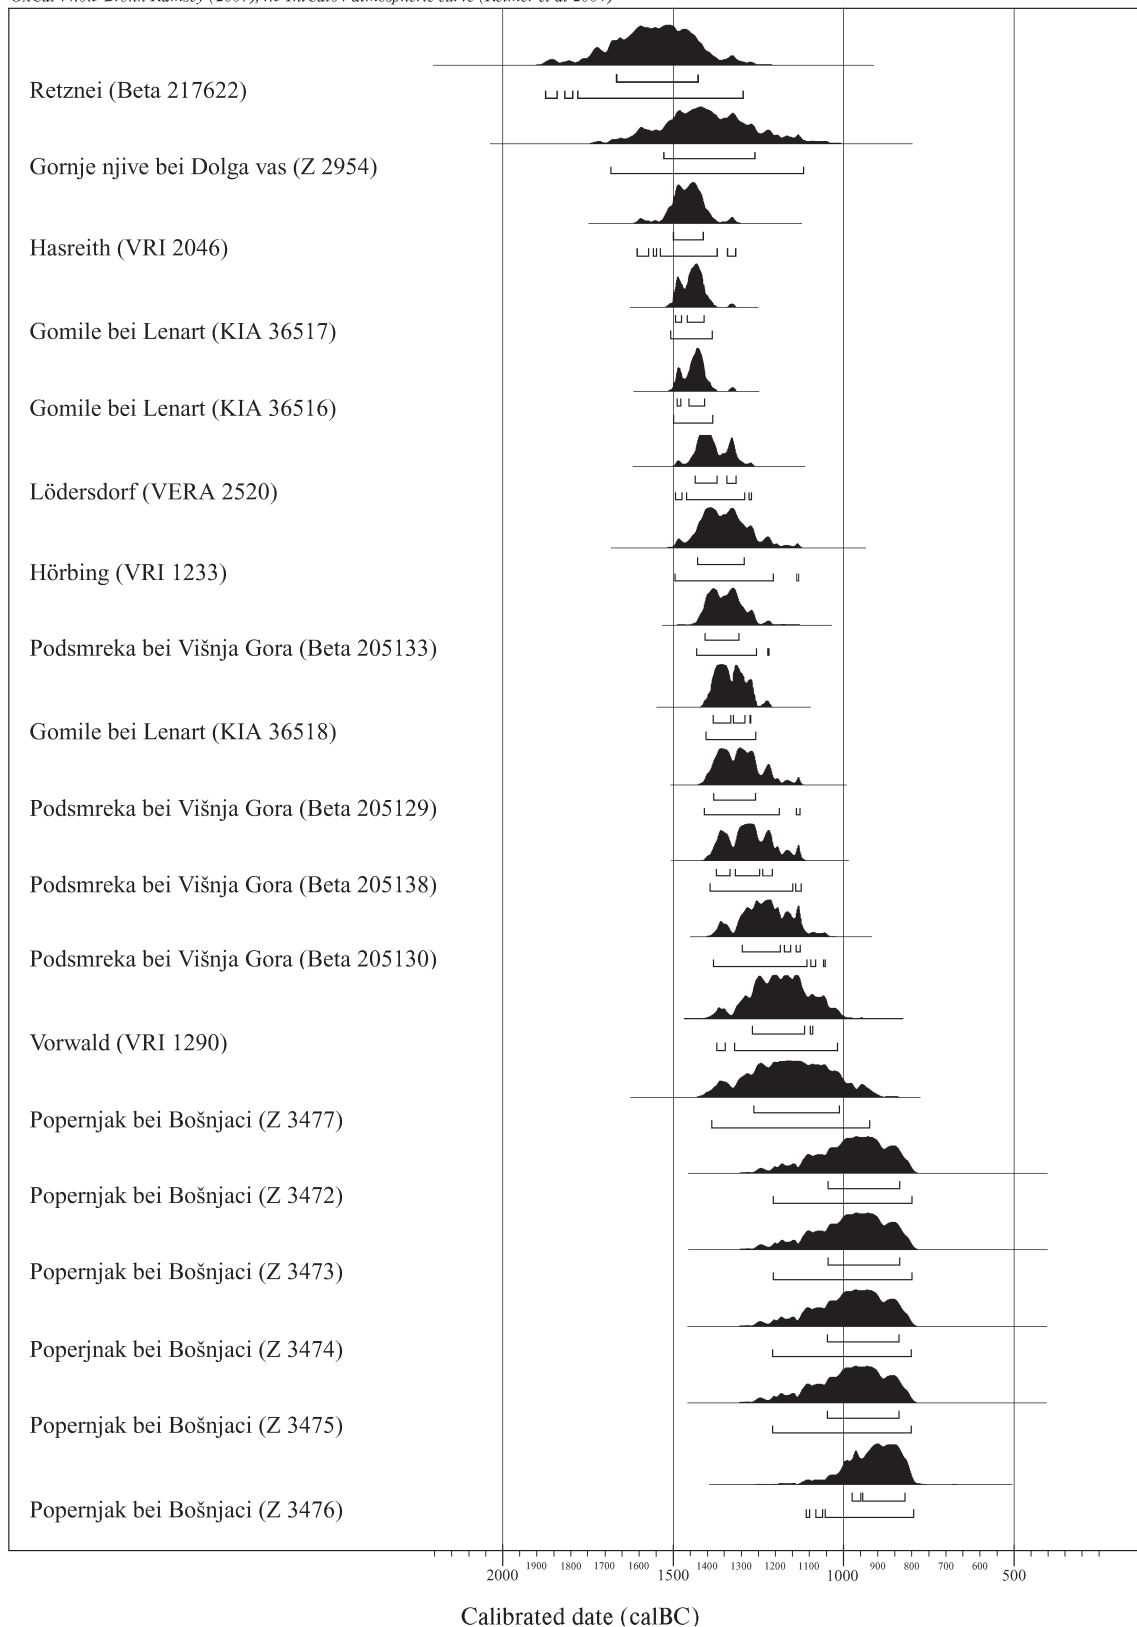 Retznei (Beta 217622)
Gornje njive bei Dolga vas (Z 2954)
Hasreith (VRI 2046)
Gomile bei Lenart (KIA 36517)
Gomile bei Lenart (KIA 36516)
Lödersdorf (VERA 2520)
Hörbing (VRI 1233)
Podsmreka bei Višnja Gora (Beta 205133)
Gomile bei Lenart (KIA 36518)
Podsmreka bei Višnja Gora (Beta 205129)
Podsmreka bei Višnja Gora (Beta 205138)
Podsmreka bei Višnja Gora (Beta 205130)
Vorwald (VRI 1290)
Popernjak bei Bošnjaci (Z 3477)
Popernjak bei Bošnjaci (Z 3472)
Popernjak bei Bošnjaci (Z 3473)
Poperjnak bei Bošnjaci (Z 3474)
Popernjak bei Bošnjaci (Z 3475)
Popernjak bei Bošnjaci (Z 3476)
2000 1900 1800 1700 1600 1500 1400 1300 1200 1100 1000 900 800 700 600 500
Calibrated date (calBC)